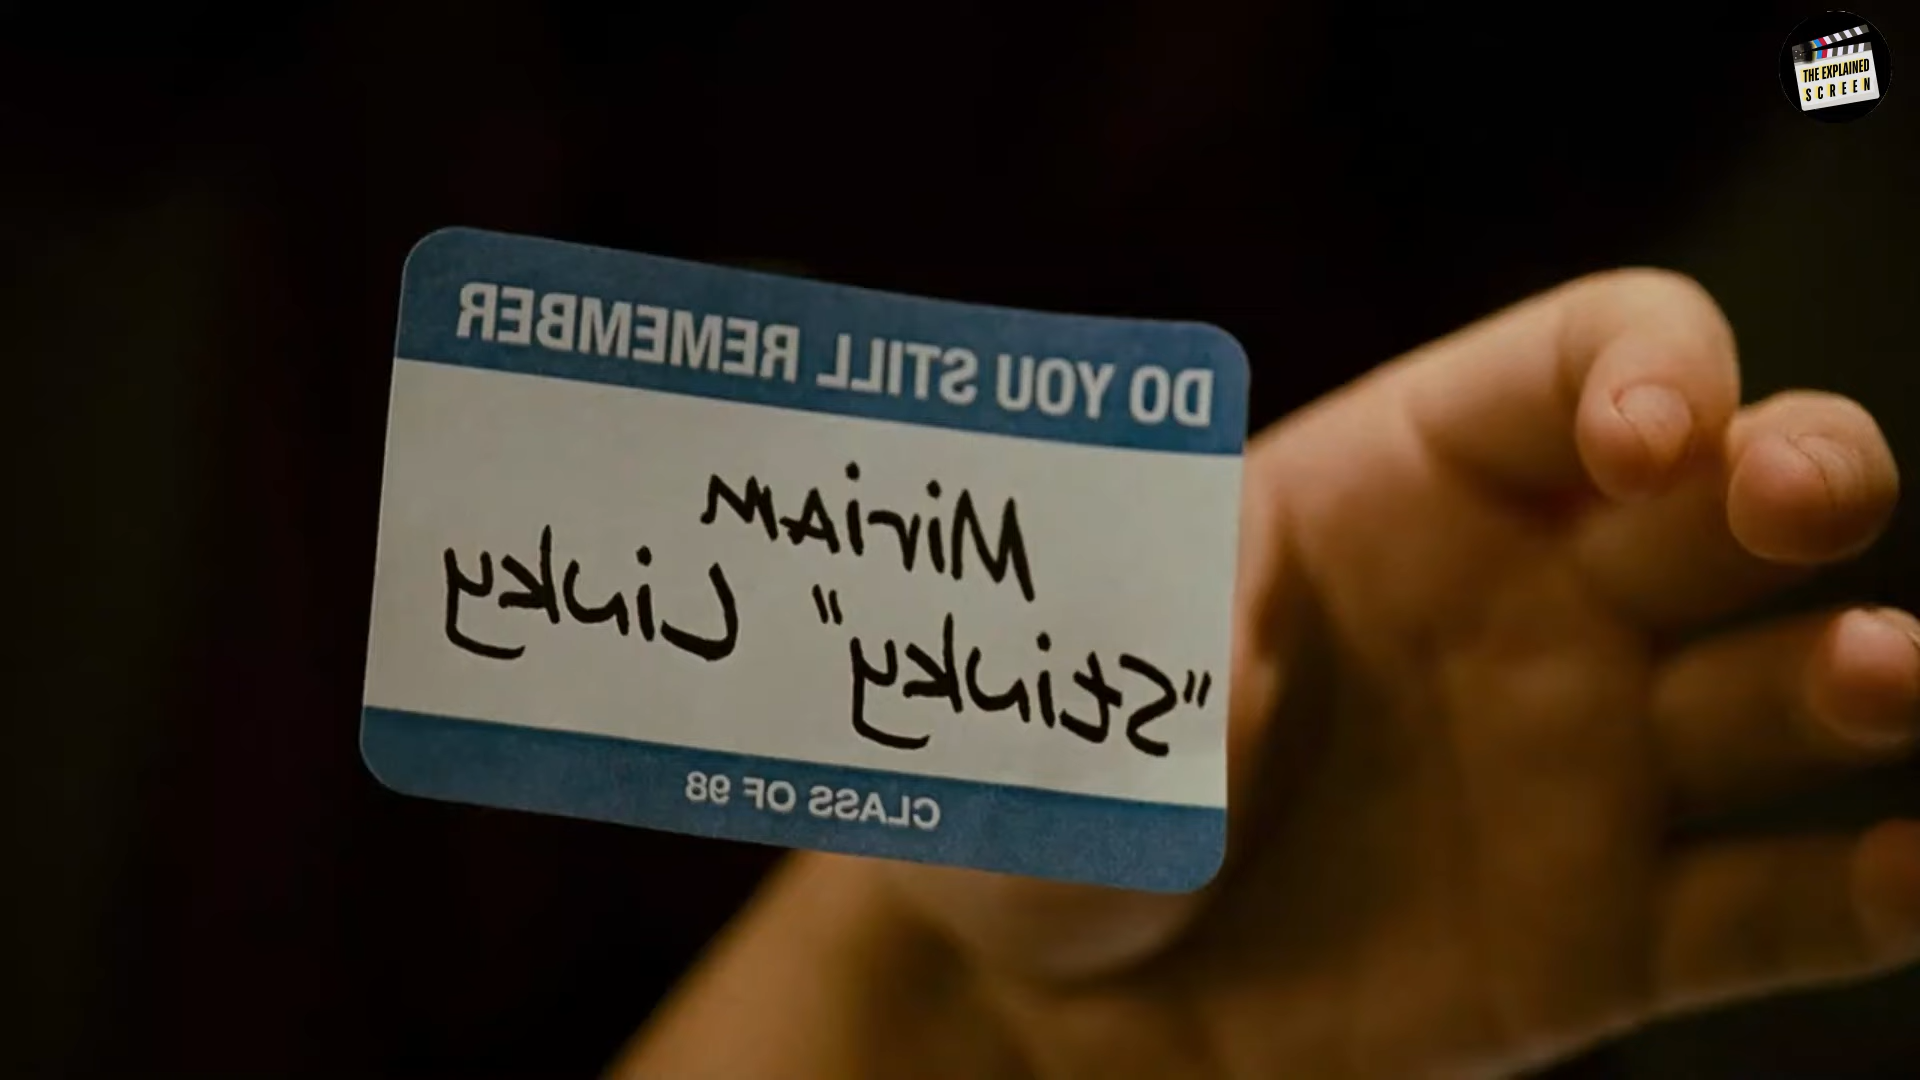 DO YOU STILL REMEMBER
MiriAm
"Stinky" Linky
CLASS OF 98
THE EXPLAINED
SCREEN